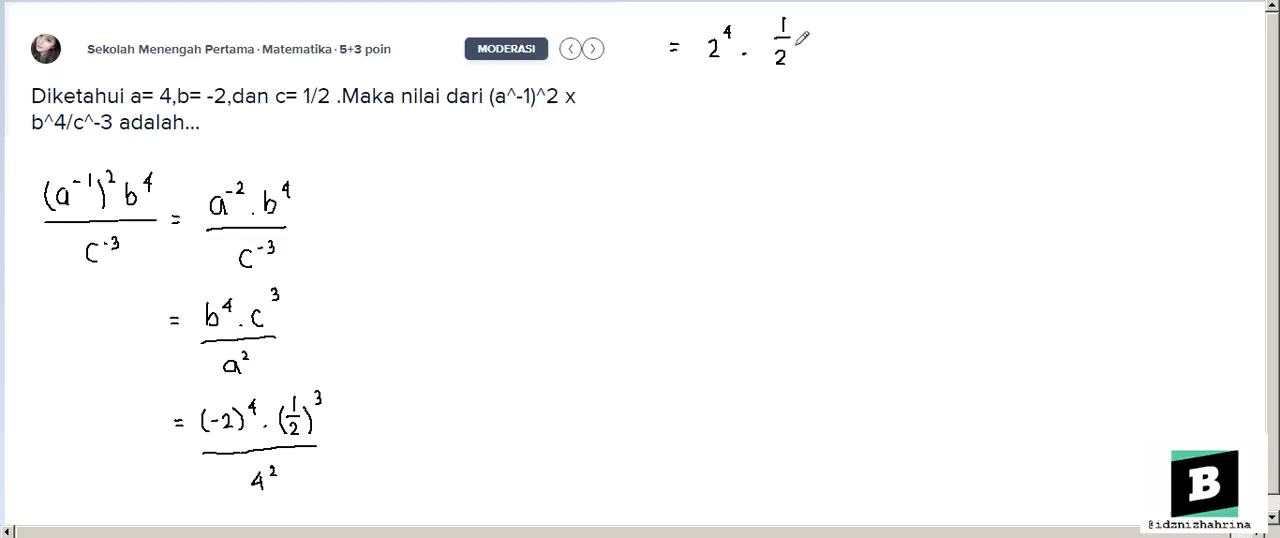 Sekolah Menengah Pertama · Matematika · 5+3 poin
MODERASI
Diketahui a= 4,b= -2,dan c= 1/2 .Maka nilai dari (a^-1)^2 x
b^4/c^-3 adalah...
(a⁻¹)² b⁴ / c⁻³ = a⁻² . b⁴ / c⁻³
= b⁴ . c³ / a²
= (-2)⁴ . (1/2)³ / 4²
= 2⁴ . 1/2
B
@idznizhahrina